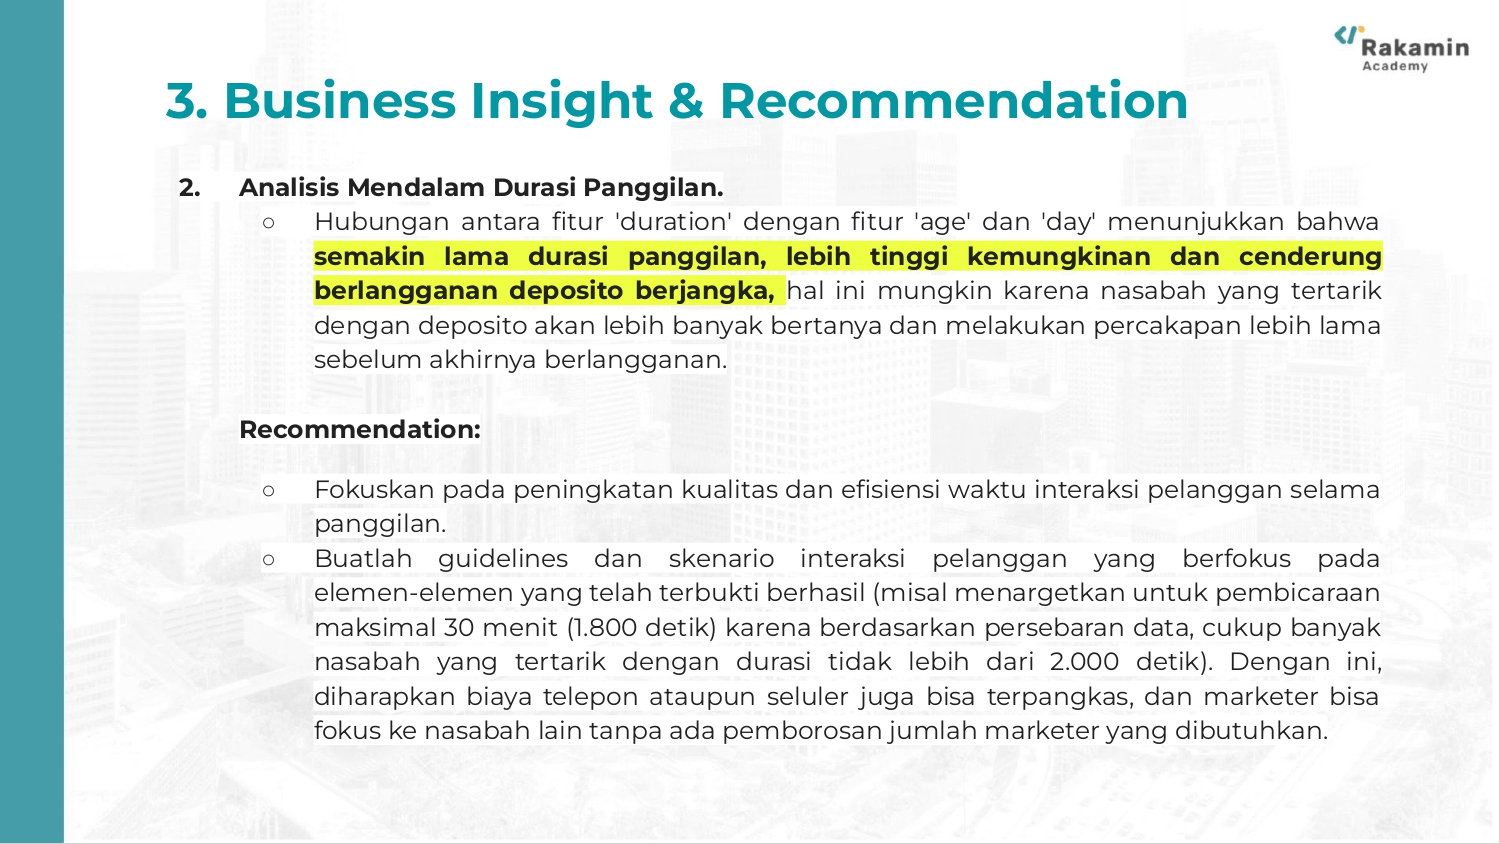 Rakamin
Academy
3. Business Insight & Recommendation
2. Analisis Mendalam Durasi Panggilan.
○ Hubungan antara fitur 'duration' dengan fitur 'age' dan 'day' menunjukkan bahwa
semakin lama durasi panggilan, lebih tinggi kemungkinan dan cenderung
berlangganan deposito berjangka, hal ini mungkin karena nasabah yang tertarik
dengan deposito akan lebih banyak bertanya dan melakukan percakapan lebih lama
sebelum akhirnya berlangganan.
Recommendation:
○ Fokuskan pada peningkatan kualitas dan efisiensi waktu interaksi pelanggan selama
panggilan.
○ Buatlah guidelines dan skenario interaksi pelanggan yang berfokus pada
elemen-elemen yang telah terbukti berhasil (misal menargetkan untuk pembicaraan
maksimal 30 menit (1.800 detik) karena berdasarkan persebaran data, cukup banyak
nasabah yang tertarik dengan durasi tidak lebih dari 2.000 detik). Dengan ini,
diharapkan biaya telepon ataupun seluler juga bisa terpangkas, dan marketer bisa
fokus ke nasabah lain tanpa ada pemborosan jumlah marketer yang dibutuhkan.